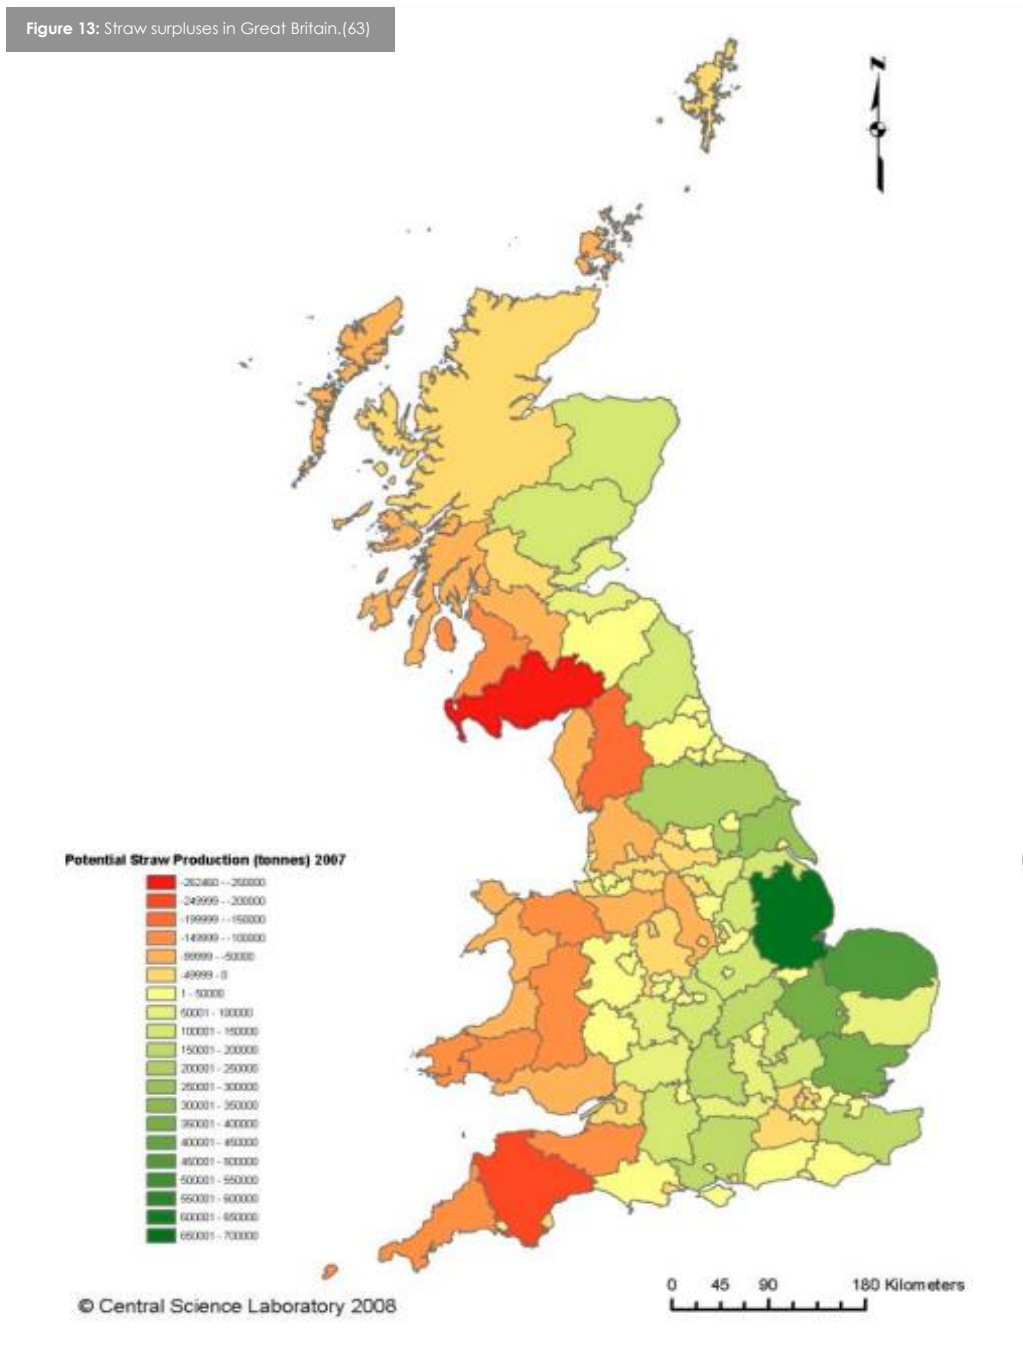 Figure 13: Straw surpluses in Great Britain.(63)
N
Potential Straw Production (tonnes) 2007
-262460 - -250000
-249999 - -200000
-199999 - -150000
-149999 - -100000
-99999 - -50000
-49999 - 0
1 - 50000
50001 - 100000
100001 - 150000
150001 - 200000
200001 - 250000
250001 - 300000
300001 - 350000
350001 - 400000
400001 - 450000
450001 - 500000
500001 - 550000
550001 - 600000
600001 - 650000
650001 - 700000
0 45 90 180 Kilometers
© Central Science Laboratory 2008